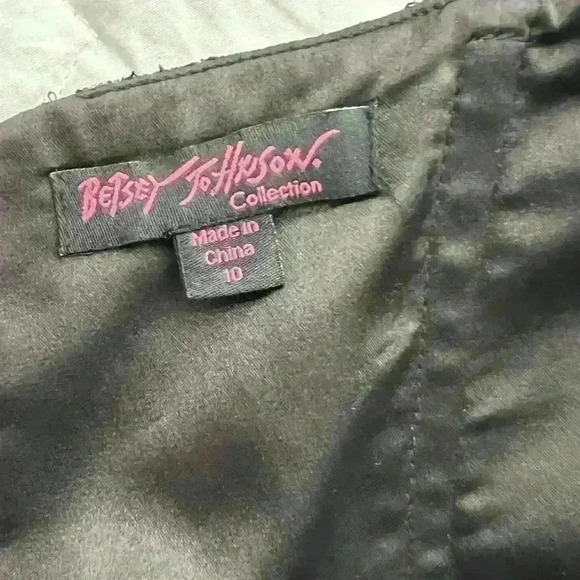 BETSEY JOHNSON.
Collection
Made in
China
10